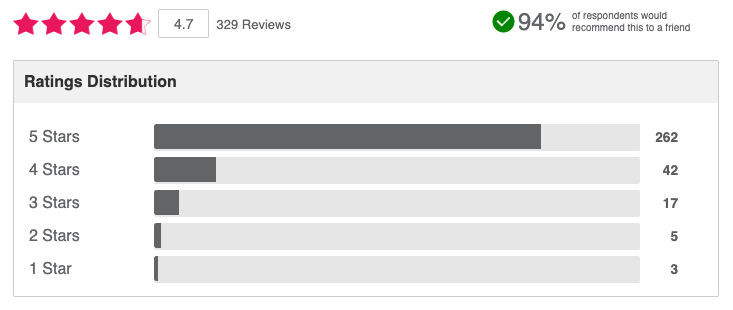 4.7
329 Reviews
94%
of respondents would
recommend this to a friend
Ratings Distribution
5 Stars 262
4 Stars 42
3 Stars 17
2 Stars 5
1 Star 3